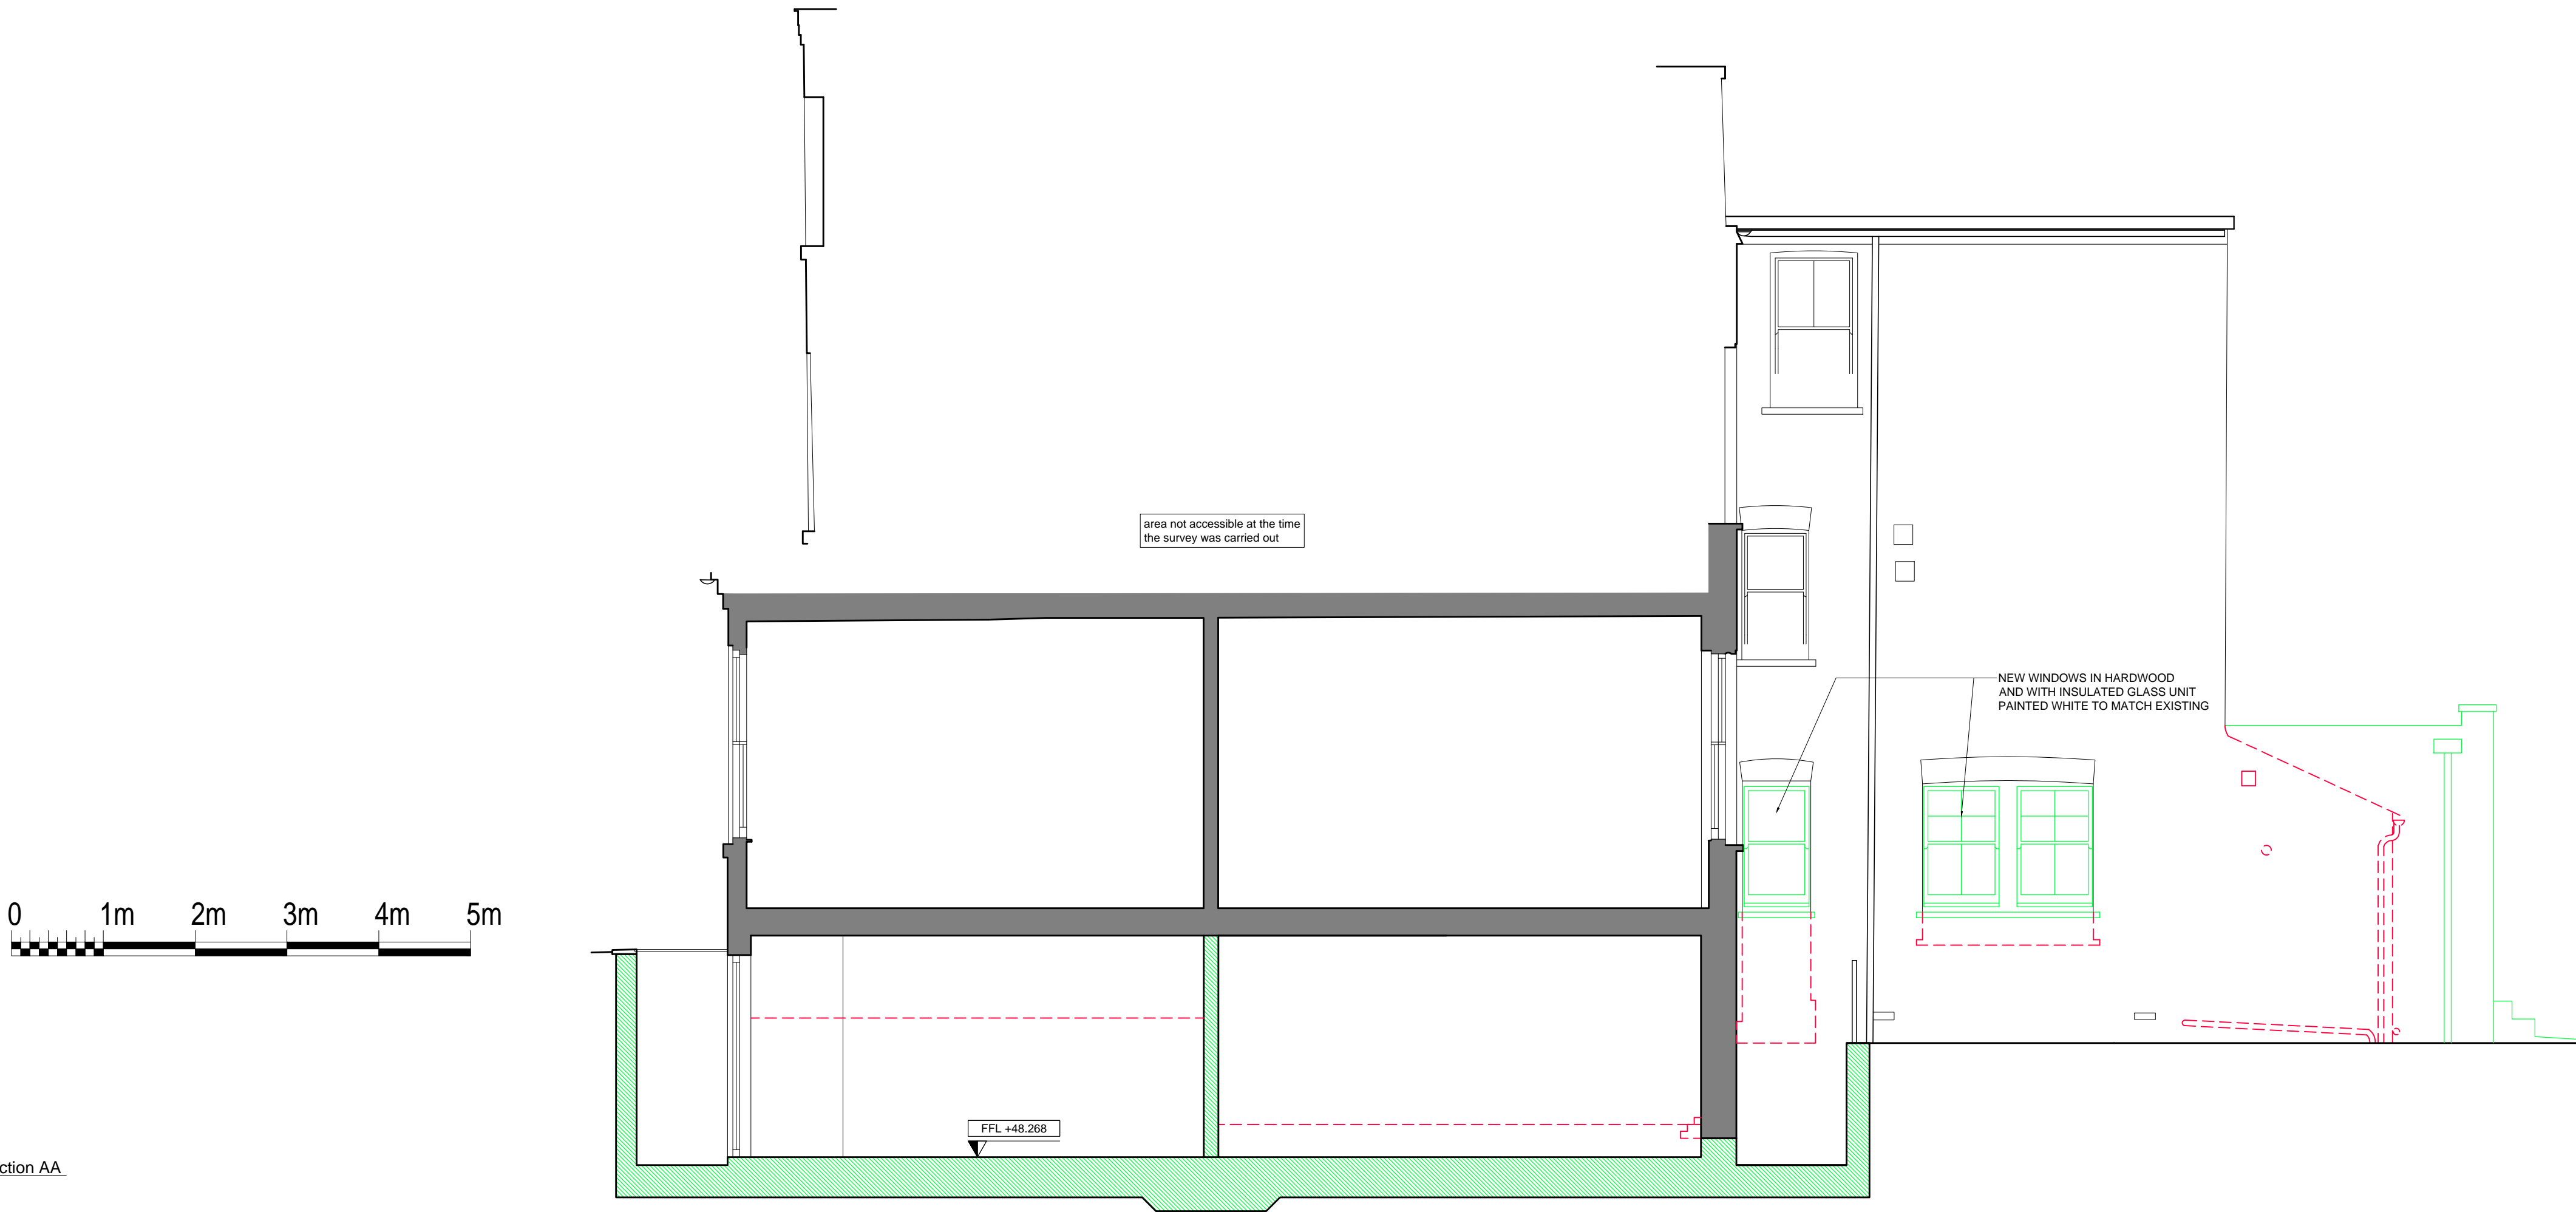 area not accessible at the time
the survey was carried out
NEW WINDOWS IN HARDWOOD
AND WITH INSULATED GLASS UNIT
PAINTED WHITE TO MATCH EXISTING
0 1m 2m 3m 4m 5m
FFL +48.268
ction AA